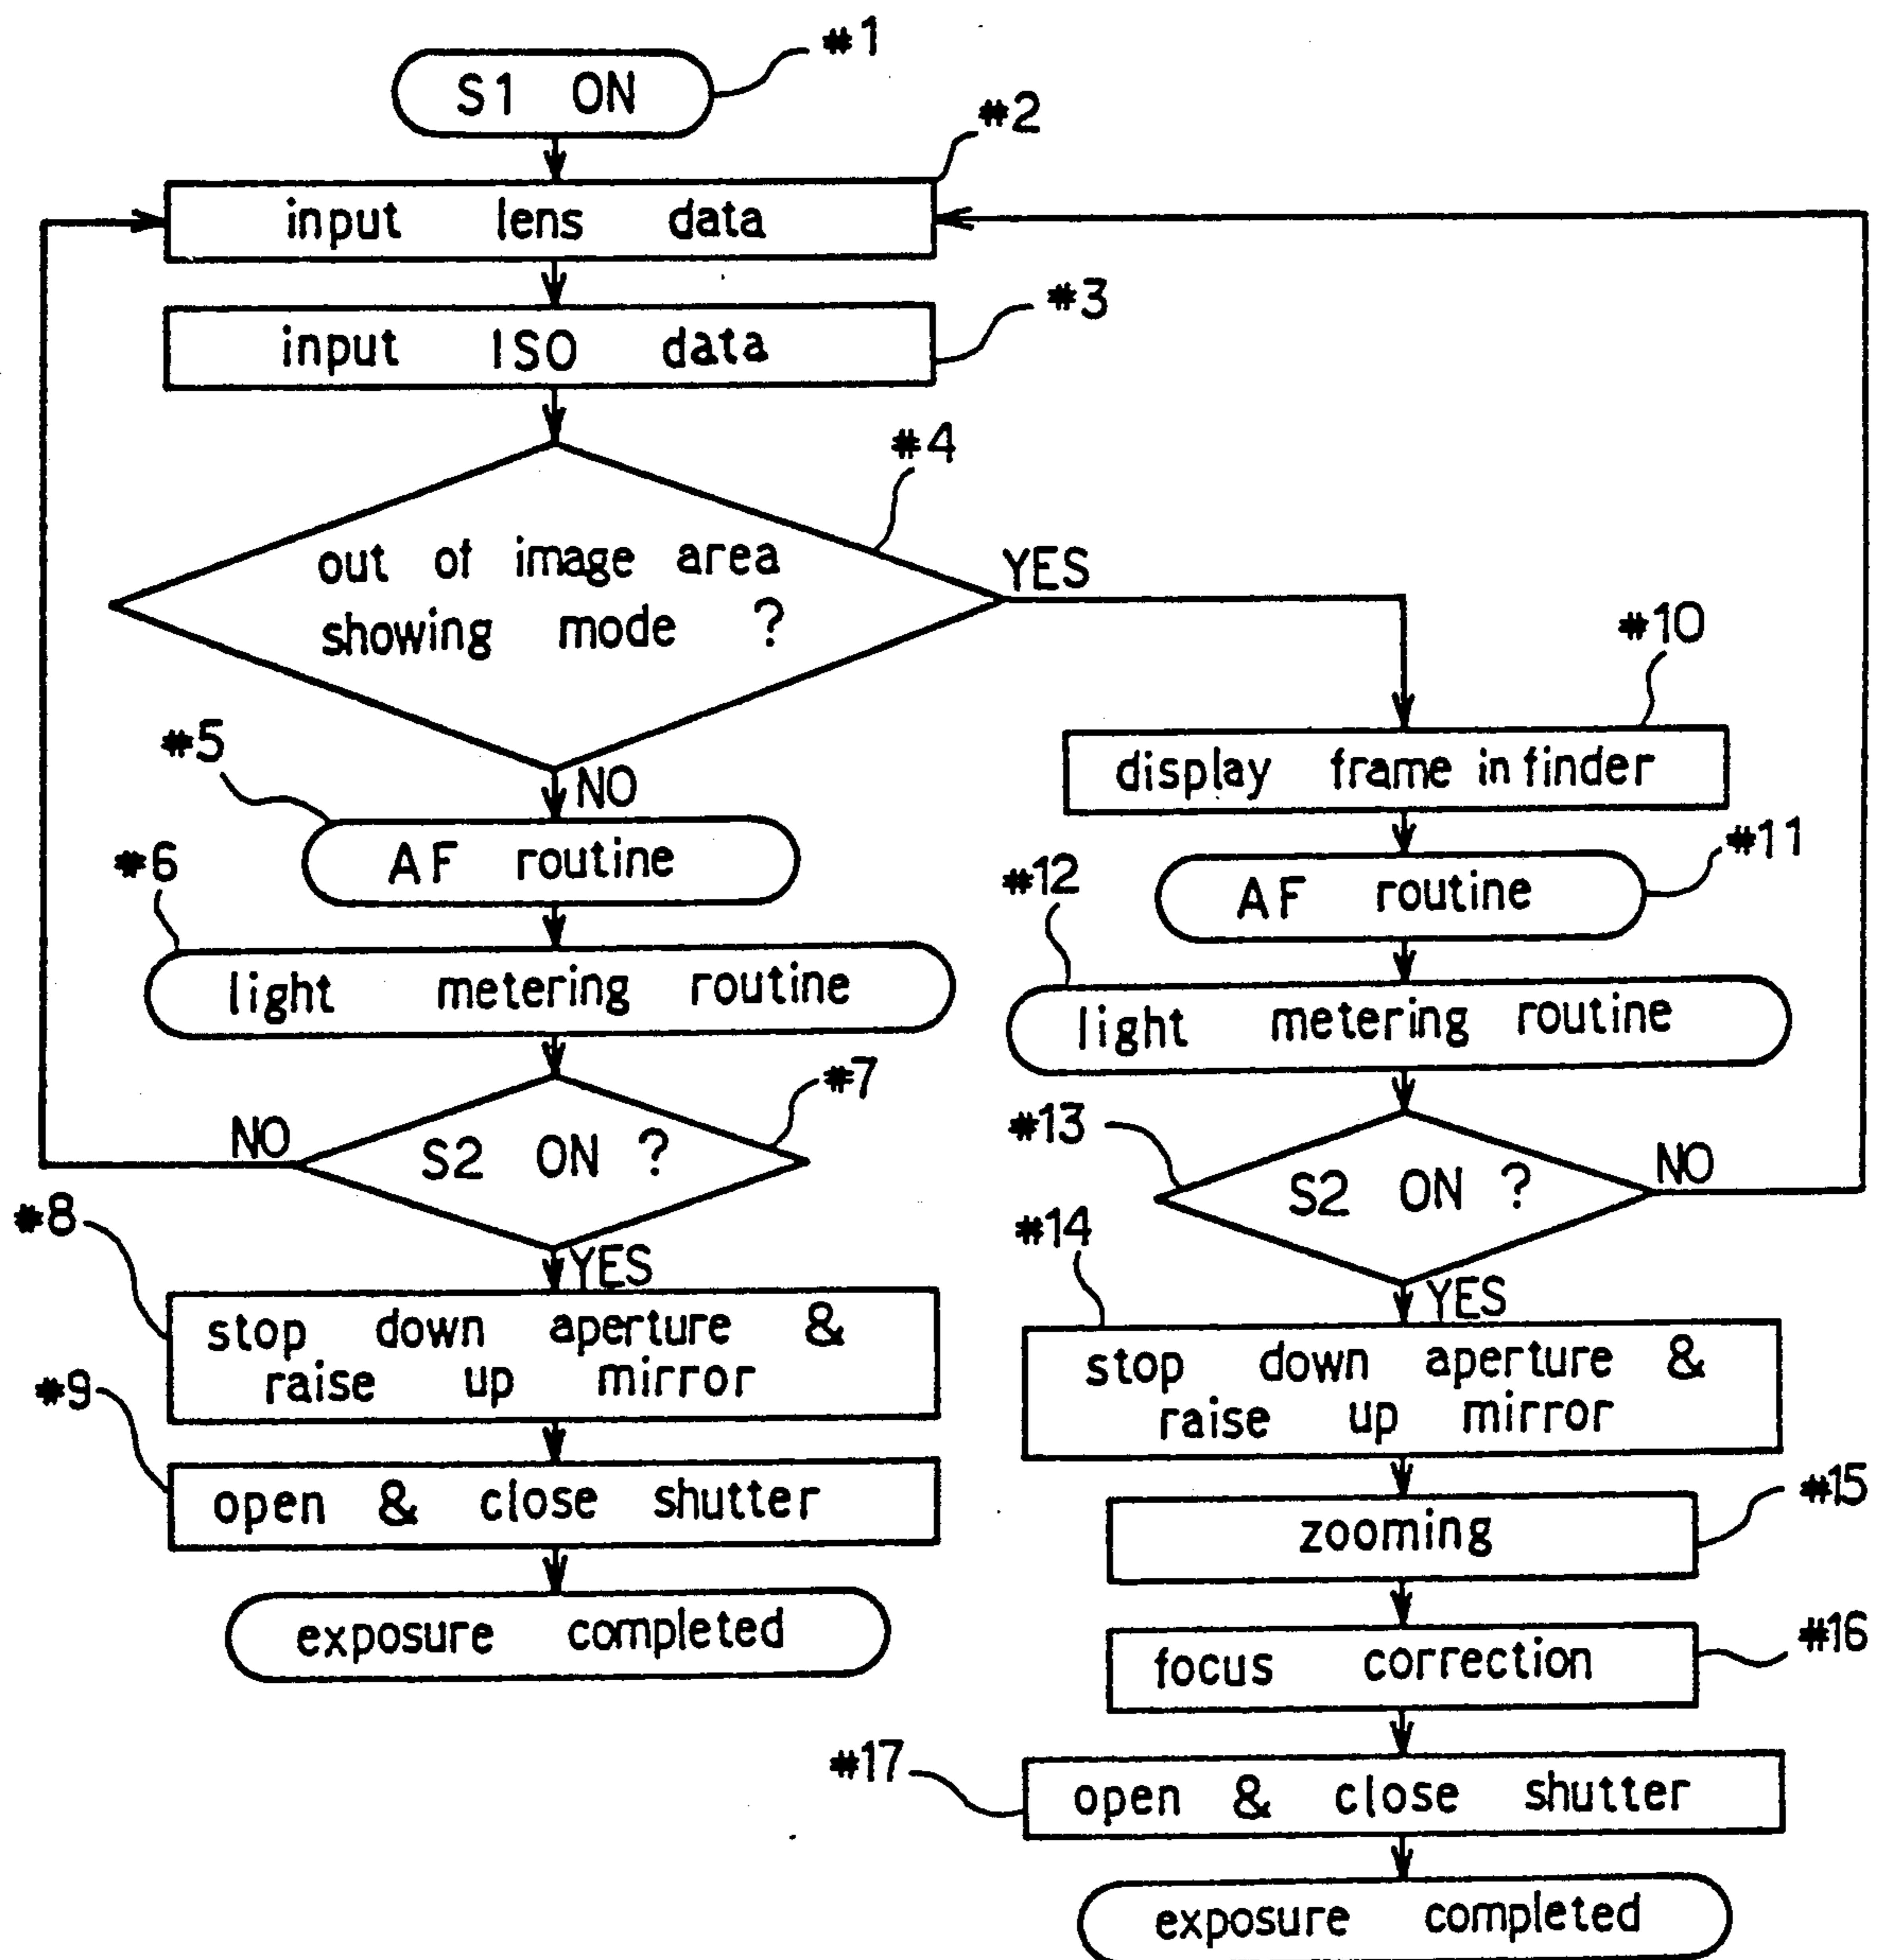 #1
S1 ON
#2
input lens data
#3
input ISO data
#4
out of image area
showing mode ?
YES
NO
#5
AF routine
#6
light metering routine
#7
S2 ON ?
NO
YES
#8
stop down aperture &
raise up mirror
#9
open & close shutter
exposure completed
#10
display frame in finder
#11
AF routine
#12
light metering routine
#13
S2 ON ?
NO
YES
#14
stop down aperture &
raise up mirror
#15
zooming
#16
focus correction
#17
open & close shutter
exposure completed